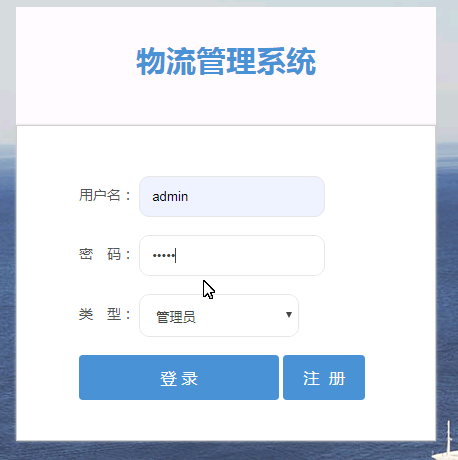 物流管理系统
用户名： admin
密 码： •••••
类 型： 管理员
登 录 注 册